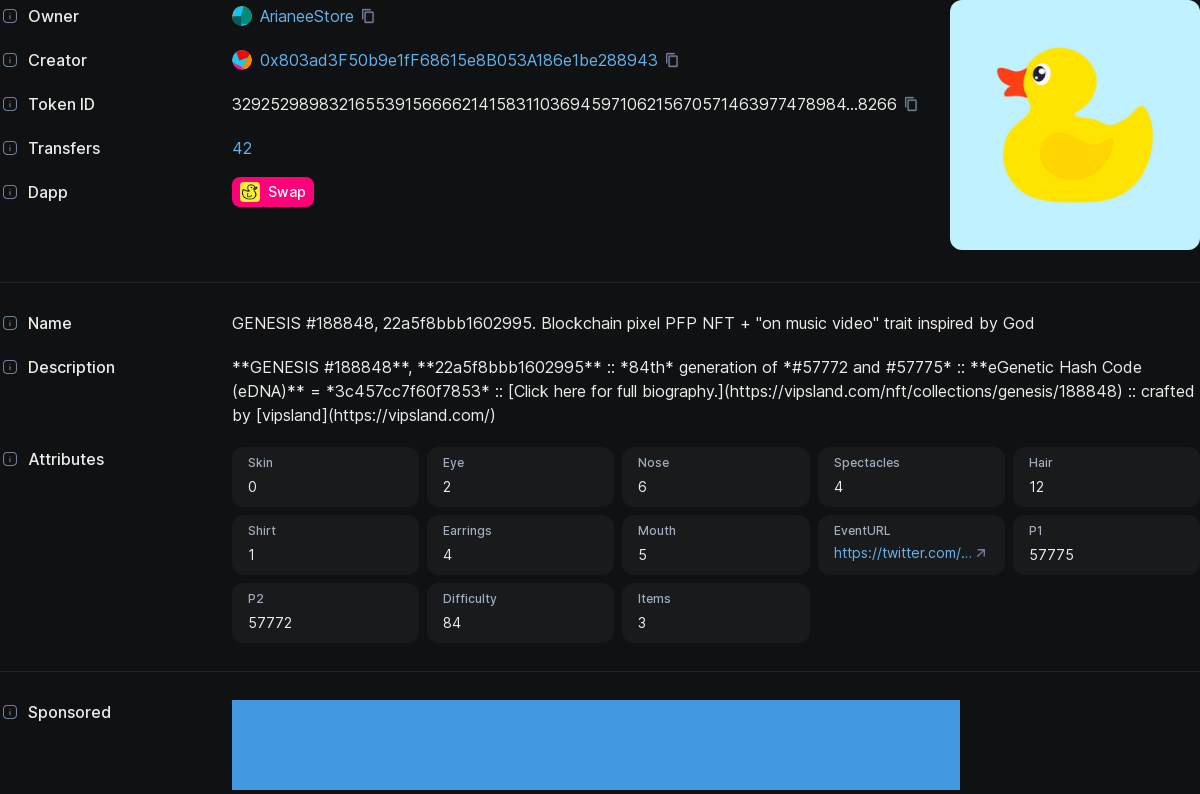 Owner
ArianeeStore
Creator
0x803ad3F50b9e1fF68615e8B053A186e1be288943
Token ID
32925298983216553915666621415831103694597106215670571463977478984...8266
Transfers
42
Dapp
Swap
Name
GENESIS #188848, 22a5f8bbb1602995. Blockchain pixel PFP NFT + "on music video" trait inspired by God
Description
**GENESIS #188848**, **22a5f8bbb1602995** :: *84th* generation of *#57772 and #57775* :: **eGenetic Hash Code
(eDNA)** = *3c457cc7f60f7853* :: [Click here for full biography.](https://vipsland.com/nft/collections/genesis/188848) :: crafted
by [vipsland](https://vipsland.com/)
Attributes
Skin
0
Eye
2
Nose
6
Spectacles
4
Hair
12
Shirt
1
Earrings
4
Mouth
5
EventURL
https://twitter.com/...
P1
57775
P2
57772
Difficulty
84
Items
3
Sponsored